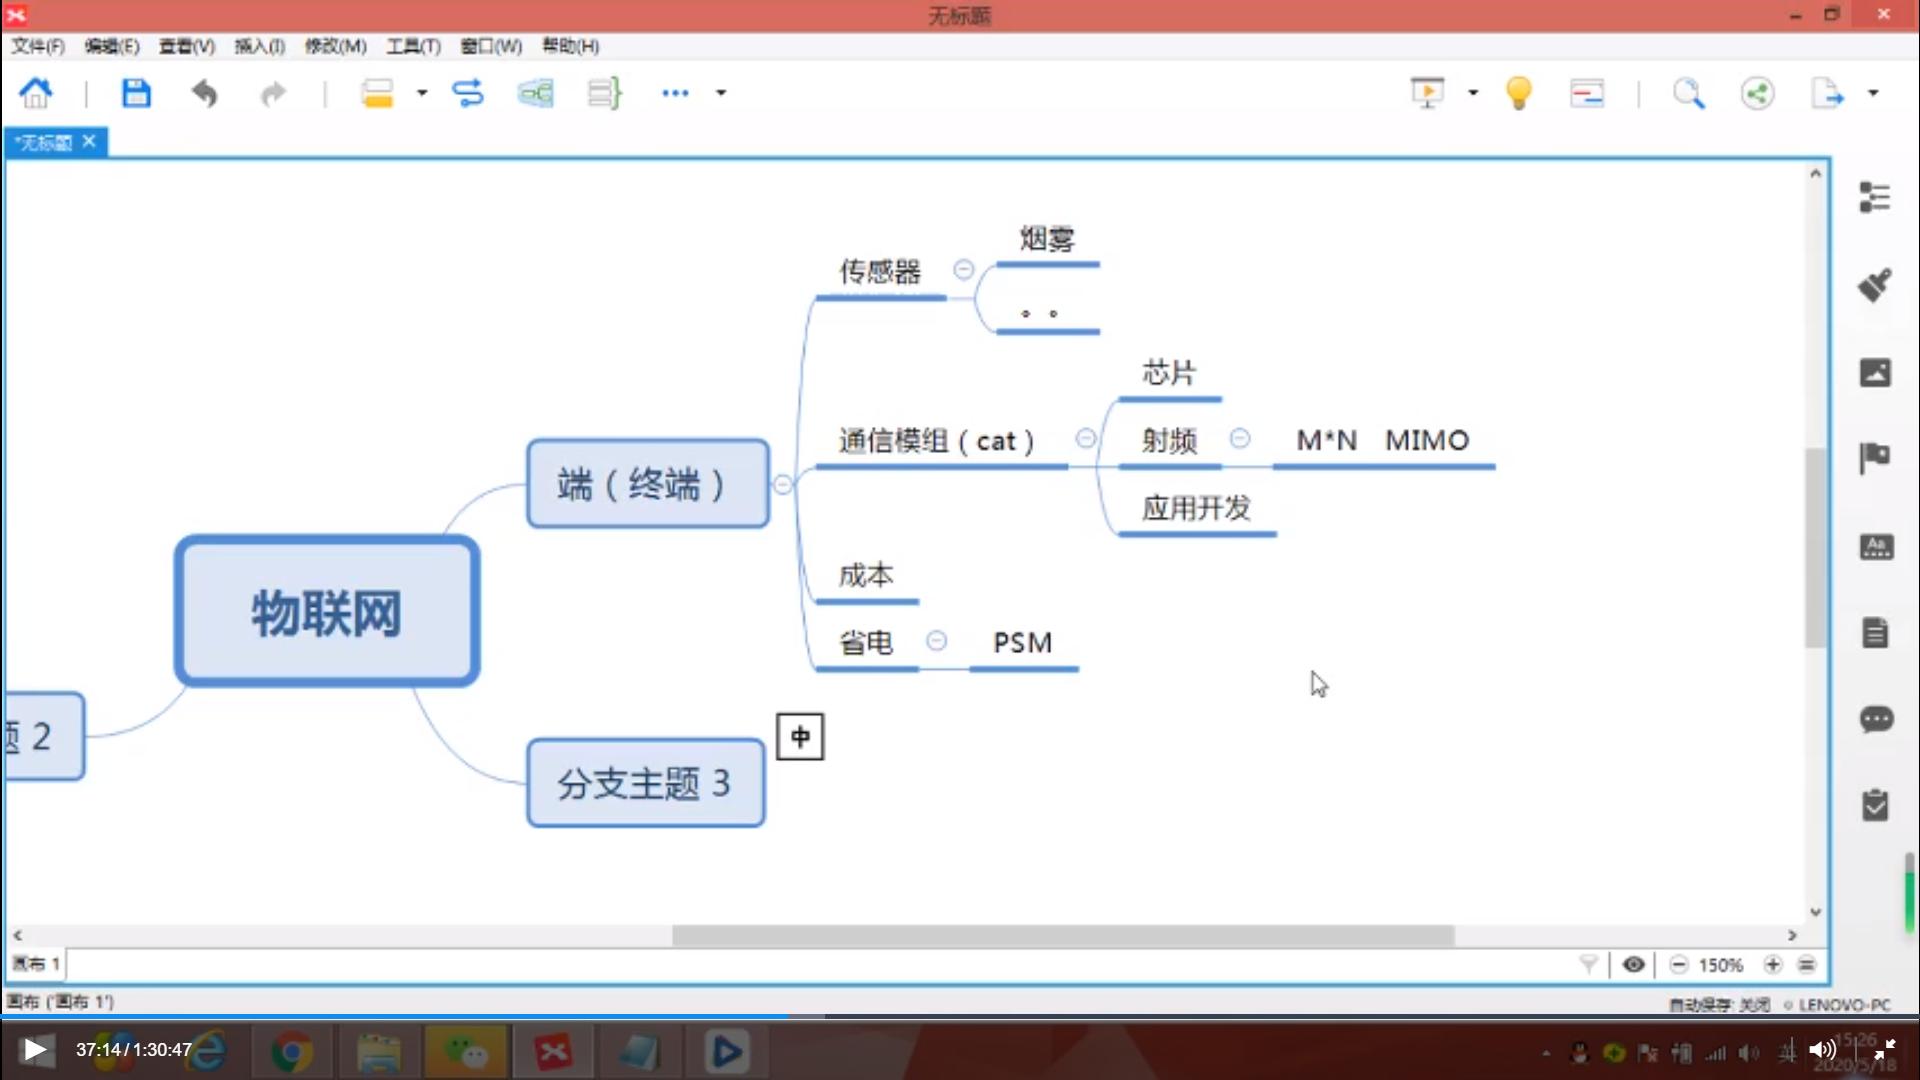 无标题
文件(F) 编辑(E) 查看(V) 插入(I) 修改(M) 工具(T) 窗口(W) 帮助(H)
*无标题
烟雾
传感器
。。
芯片
通信模组（cat）
射频
M*N MIMO
应用开发
端（终端）
成本
省电
PSM
物联网
题 2
中
分支主题 3
Aa
画布 1
150%
画布 ('画布 1')
自动保存: 关闭
LENOVO-PC
37:14 / 1:30:47
英
15:26
2020/5/18